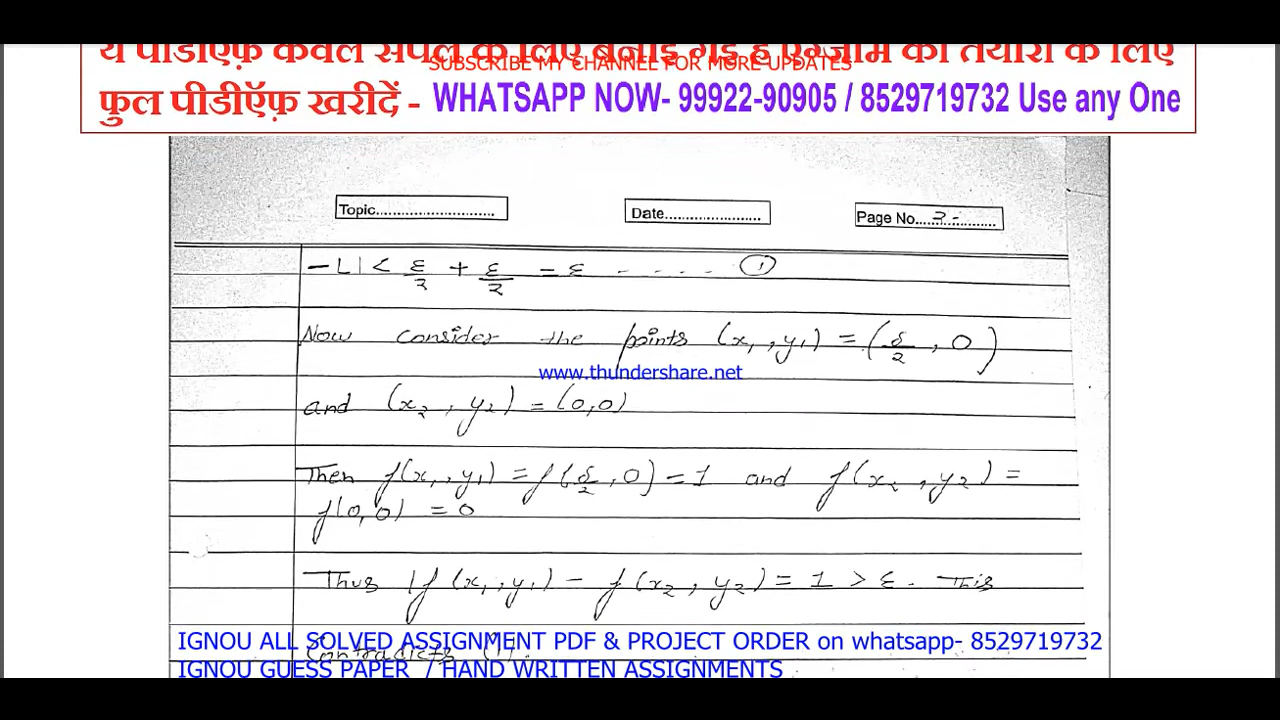 ये पीडीएफ़ केवल सैंपल के लिए बनाई गई है एग्जाम की तैयारी के लिए
SUBSCRIBE MY CHANNEL FOR MORE UPDATES
फुल पीडीऍफ़ खरीदें - WHATSAPP NOW- 99922-90905 / 8529719732 Use any One
Topic............................ Date........................ Page No....3-............
- L| < ε/2 + ε/2 = ε - - - - . ①
Now consider the points (x₁, y₁) = (δ/2, 0)
www.thundershare.net
and (x₂, y₂) = (0,0)
Then f(x₁, y₁) = f(δ/2, 0) = 1 and f(x₂, y₂) =
f(0, 0) = 0
Thus |f(x₁, y₁) - f(x₂, y₂) = 1 > ε. This
IGNOU ALL SOLVED ASSIGNMENT PDF & PROJECT ORDER on whatsapp- 8529719732
Contradicts (1).
IGNOU GUESS PAPER / HAND WRITTEN ASSIGNMENTS